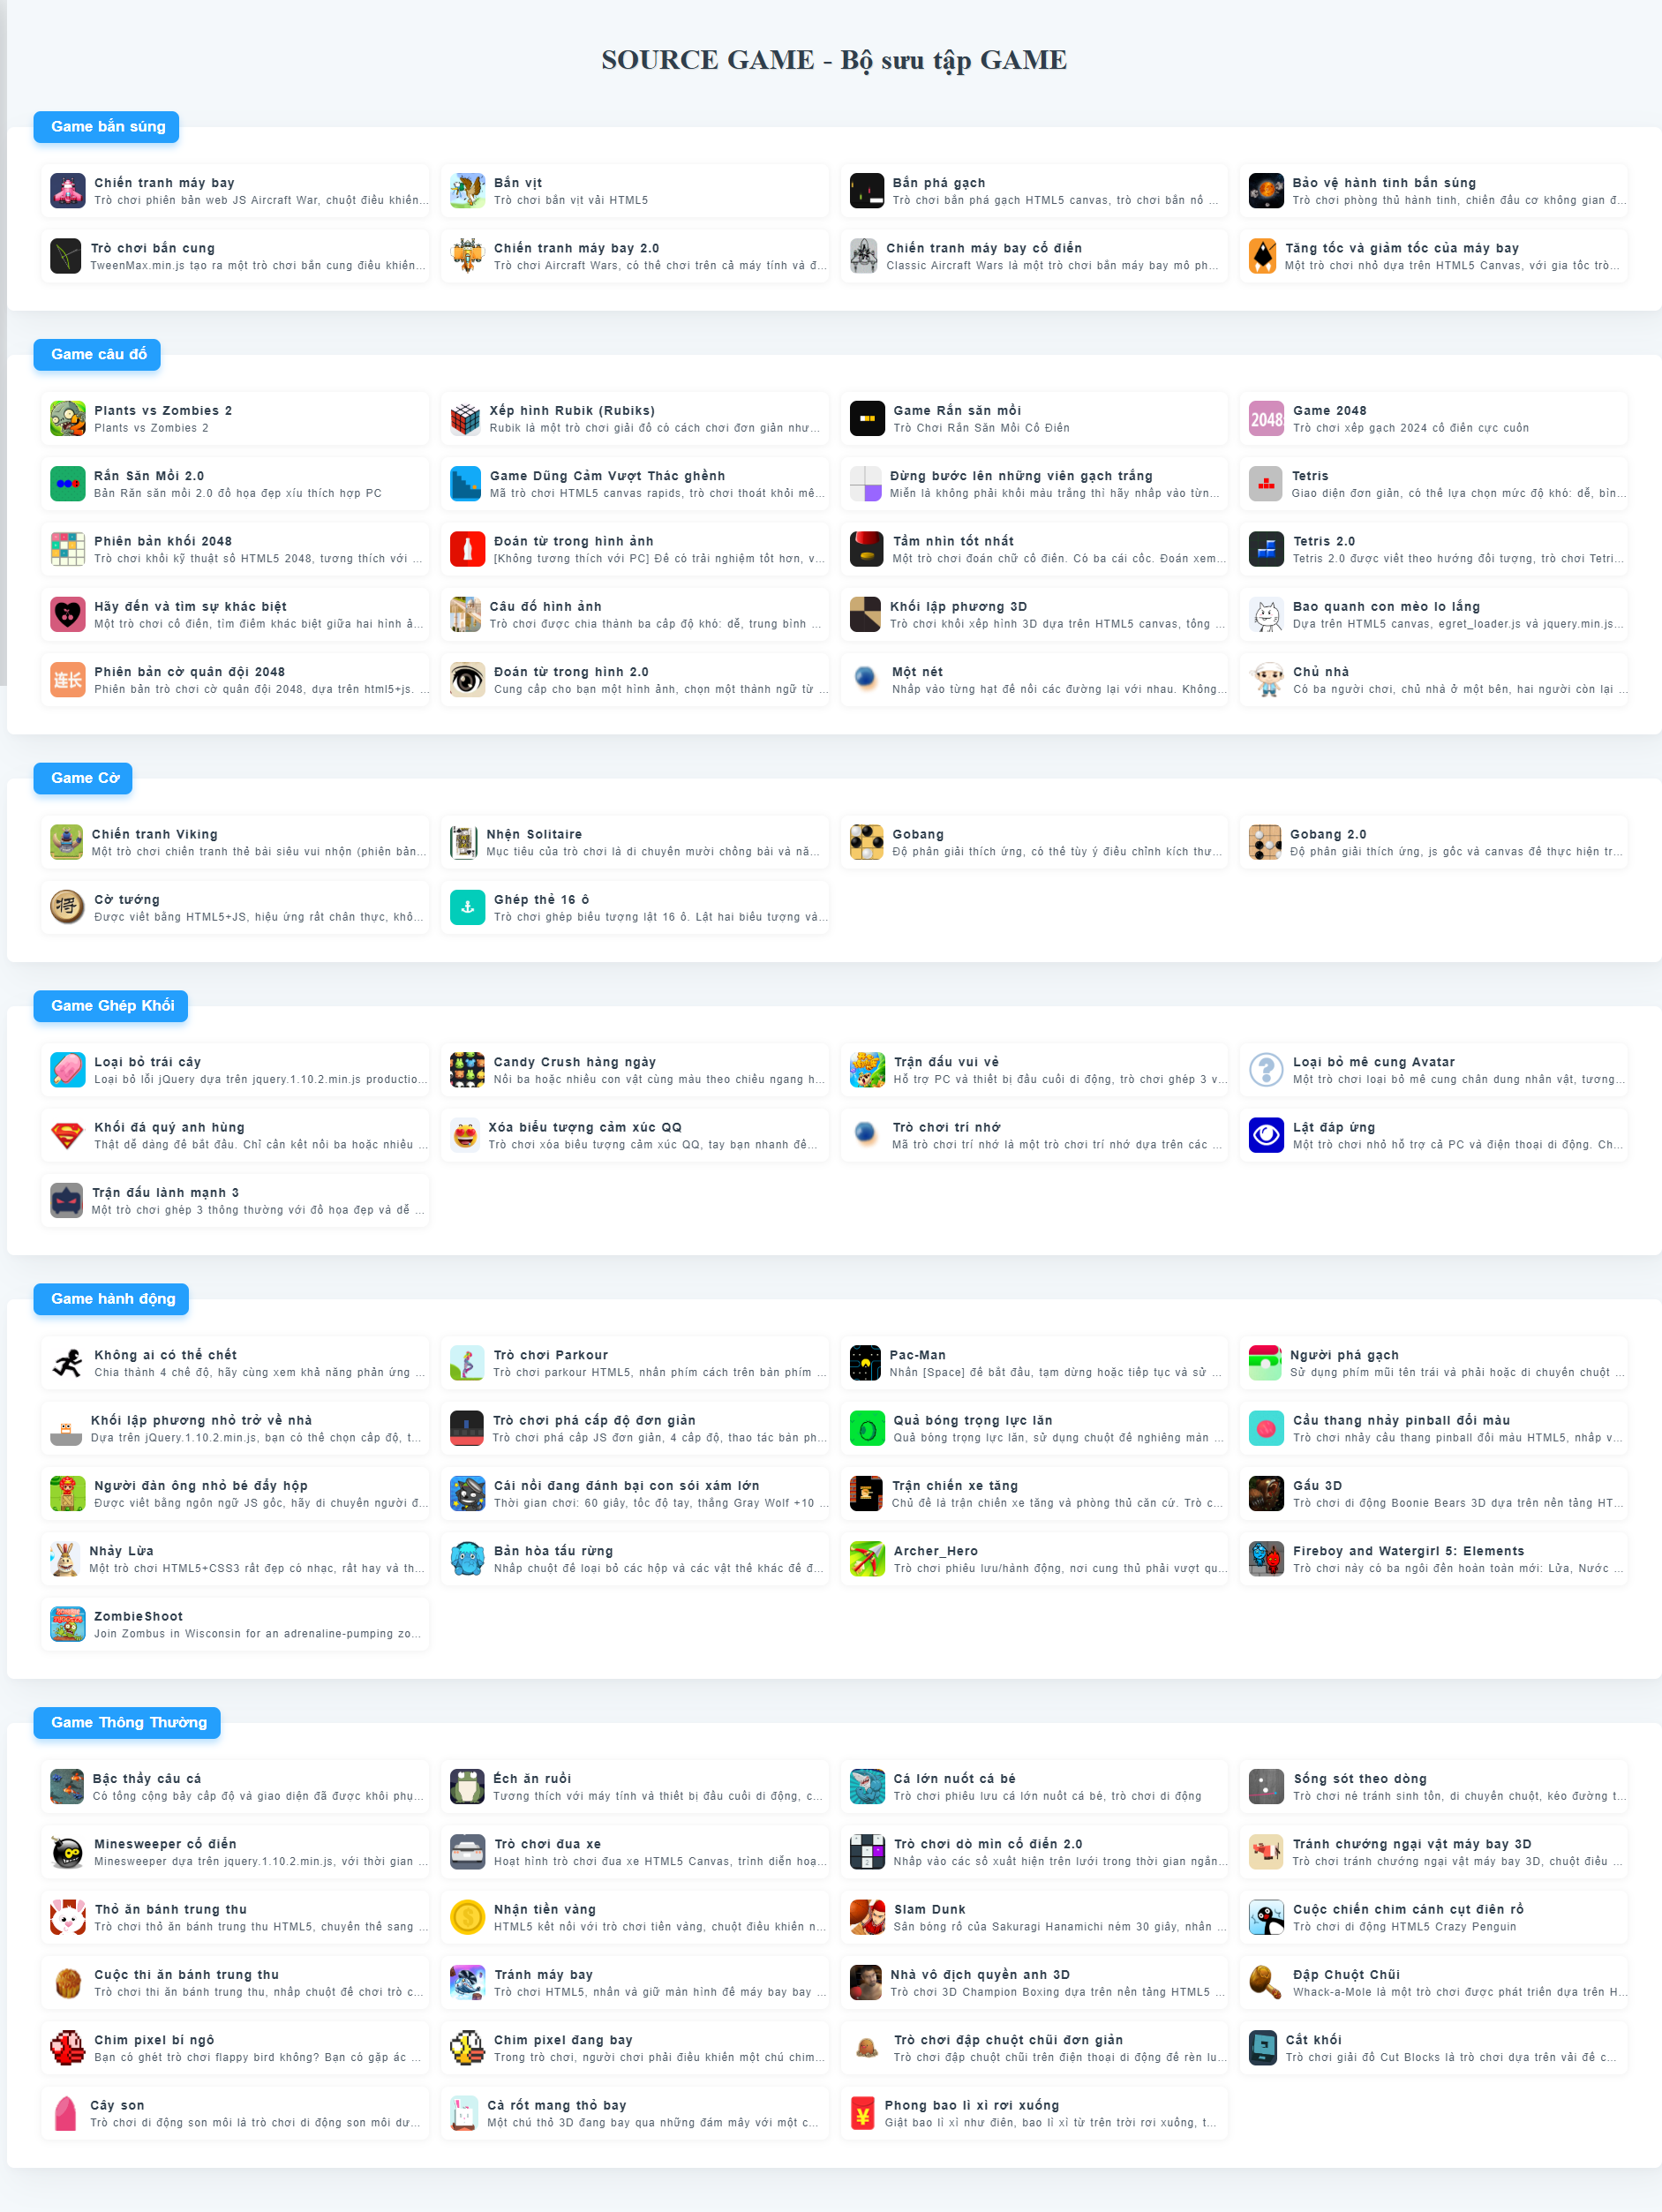 SOURCE GAME - Bộ sưu tập GAME
Game bắn súng
Chiến tranh máy bay
Trò chơi phiên bản web JS Aircraft War, chuột điều khiển...
Bắn vịt
Trò chơi bắn vịt vải HTML5
Bắn phá gạch
Trò chơi bắn phá gạch HTML5 canvas, trò chơi bắn nổ ...
Bảo vệ hành tinh bắn súng
Trò chơi phòng thủ hành tinh, chiến đấu cơ không gian đ...
Trò chơi bắn cung
TweenMax.min.js tạo ra một trò chơi bắn cung điều khiển...
Chiến tranh máy bay 2.0
Trò chơi Aircraft Wars, có thể chơi trên cả máy tính và đ...
Chiến tranh máy bay cổ điển
Classic Aircraft Wars là một trò chơi bắn máy bay mô ph...
Tăng tốc và giảm tốc của máy bay
Một trò chơi nhỏ dựa trên HTML5 Canvas, với gia tốc trò...
Game câu đố
Plants vs Zombies 2
Plants vs Zombies 2
Xếp hình Rubik (Rubiks)
Rubik là một trò chơi giải đố có cách chơi đơn giản như...
Game Rắn săn mồi
Trò Chơi Rắn Săn Mồi Cổ Điển
Game 2048
Trò chơi xếp gạch 2024 cổ điển cực cuốn
2048
Rắn Săn Mồi 2.0
Bản Rắn săn mồi 2.0 đồ họa đẹp xíu thích hợp PC
Game Dũng Cảm Vượt Thác ghềnh
Mã trò chơi HTML5 canvas rapids, trò chơi thoát khỏi mê...
Đừng bước lên những viên gạch trắng
Miễn là không phải khối màu trắng thì hãy nhấp vào từn...
Tetris
Giao diện đơn giản, có thể lựa chọn mức độ khó: dễ, bìn...
Phiên bản khối 2048
Trò chơi khối kỹ thuật số HTML5 2048, tương thích với ...
Đoán từ trong hình ảnh
[Không tương thích với PC] Để có trải nghiệm tốt hơn, v...
Tầm nhìn tốt nhất
Một trò chơi đoán chữ cổ điển. Có ba cái cốc. Đoán xem...
Tetris 2.0
Tetris 2.0 được viết theo hướng đối tượng, trò chơi Tetri...
Hãy đến và tìm sự khác biệt
Một trò chơi cổ điển, tìm điểm khác biệt giữa hai hình ả...
Câu đố hình ảnh
Trò chơi được chia thành ba cấp độ khó: dễ, trung bình ...
Khối lập phương 3D
Trò chơi khối xếp hình 3D dựa trên HTML5 canvas, tổng ...
Bao quanh con mèo lo lắng
Dựa trên HTML5 canvas, egret_loader.js và jquery.min.js...
连长
Phiên bản cờ quân đội 2048
Phiên bản trò chơi cờ quân đội 2048, dựa trên html5+js. ...
Đoán từ trong hình 2.0
Cung cấp cho bạn một hình ảnh, chọn một thành ngữ từ ...
Một nét
Nhấp vào từng hạt để nối các đường lại với nhau. Không...
Chủ nhà
Có ba người chơi, chủ nhà ở một bên, hai người còn lại ...
Game Cờ
Chiến tranh Viking
Một trò chơi chiến tranh thẻ bài siêu vui nhộn (phiên bản...
Nhện Solitaire
Mục tiêu của trò chơi là di chuyển mười chồng bài và nă...
Gobang
Độ phân giải thích ứng, có thể tùy ý điều chỉnh kích thư...
Gobang 2.0
Độ phân giải thích ứng, js gốc và canvas để thực hiện tr...
将
Cờ tướng
Được viết bằng HTML5+JS, hiệu ứng rất chân thực, khô...
Ghép thẻ 16 ô
Trò chơi ghép biểu tượng lật 16 ô. Lật hai biểu tượng và...
Game Ghép Khối
Loại bỏ trái cây
Loại bỏ lỗi jQuery dựa trên jquery.1.10.2.min.js productio...
Candy Crush hàng ngày
Nối ba hoặc nhiều con vật cùng màu theo chiều ngang h...
Trận đấu vui vẻ
Hỗ trợ PC và thiết bị đầu cuối di động, trò chơi ghép 3 v...
Loại bỏ mê cung Avatar
Một trò chơi loại bỏ mê cung chân dung nhân vật, tương...
Khối đá quý anh hùng
Thật dễ dàng để bắt đầu. Chỉ cần kết nối ba hoặc nhiều ...
Xóa biểu tượng cảm xúc QQ
Trò chơi xóa biểu tượng cảm xúc QQ, tay bạn nhanh đế...
Trò chơi trí nhớ
Mã trò chơi trí nhớ là một trò chơi trí nhớ dựa trên các ...
Lật đáp ứng
Một trò chơi nhỏ hỗ trợ cả PC và điện thoại di động. Ch...
Trận đấu lành mạnh 3
Một trò chơi ghép 3 thông thường với đồ họa đẹp và dễ ...
Game hành động
Không ai có thể chết
Chia thành 4 chế độ, hãy cùng xem khả năng phản ứng ...
Trò chơi Parkour
Trò chơi parkour HTML5, nhấn phím cách trên bàn phím ...
Pac-Man
Nhấn [Space] để bắt đầu, tạm dừng hoặc tiếp tục và sử ...
Người phá gạch
Sử dụng phím mũi tên trái và phải hoặc di chuyển chuột ...
Khối lập phương nhỏ trở về nhà
Dựa trên jQuery.1.10.2.min.js, bạn có thể chọn cấp độ, t...
Trò chơi phá cấp độ đơn giản
Trò chơi phá cấp JS đơn giản, 4 cấp độ, thao tác bàn ph...
Quả bóng trọng lực lăn
Quả bóng trọng lực lăn, sử dụng chuột để nghiêng màn ...
Cầu thang nhảy pinball đổi màu
Trò chơi nhảy cầu thang pinball đổi màu HTML5, nhấp v...
Người đàn ông nhỏ bé đẩy hộp
Được viết bằng ngôn ngữ JS gốc, hãy di chuyển người đ...
Cái nồi đang đánh bại con sói xám lớn
Thời gian chơi: 60 giây, tốc độ tay, thắng Gray Wolf +10 ...
Trận chiến xe tăng
Chủ đề là trận chiến xe tăng và phòng thủ căn cứ. Trò c...
Gấu 3D
Trò chơi di động Boonie Bears 3D dựa trên nền tảng HT...
Nhảy Lừa
Một trò chơi HTML5+CSS3 rất đẹp có nhạc, rất hay và th...
Bản hòa tấu rừng
Nhấp chuột để loại bỏ các hộp và các vật thể khác để đ...
Archer_Hero
Trò chơi phiêu lưu/hành động, nơi cung thủ phải vượt qu...
Fireboy and Watergirl 5: Elements
Trò chơi này có ba ngôi đền hoàn toàn mới: Lửa, Nước ...
ZombieShoot
Join Zombus in Wisconsin for an adrenaline-pumping zo...
Game Thông Thường
Bậc thầy câu cá
Có tổng cộng bảy cấp độ và giao diện đã được khôi phụ...
Ếch ăn ruồi
Tương thích với máy tính và thiết bị đầu cuối di động, c...
Cá lớn nuốt cá bé
Trò chơi phiêu lưu cá lớn nuốt cá bé, trò chơi di động
Sống sót theo dòng
Trò chơi né tránh sinh tồn, di chuyển chuột, kéo đường t...
Minesweeper cổ điển
Minesweeper dựa trên jquery.1.10.2.min.js, với thời gian ...
Trò chơi đua xe
Hoạt hình trò chơi đua xe HTML5 Canvas, trình diễn hoạ...
Trò chơi dò mìn cổ điển 2.0
Nhấp vào các số xuất hiện trên lưới trong thời gian ngắn...
Tránh chướng ngại vật máy bay 3D
Trò chơi tránh chướng ngại vật máy bay 3D, chuột điều ...
Thỏ ăn bánh trung thu
Trò chơi thỏ ăn bánh trung thu HTML5, chuyển thể sang ...
Nhận tiền vàng
HTML5 kết nối với trò chơi tiền vàng, chuột điều khiển n...
Slam Dunk
Sân bóng rổ của Sakuragi Hanamichi ném 30 giây, nhấn ...
Cuộc chiến chim cánh cụt điên rồ
Trò chơi di động HTML5 Crazy Penguin
Cuộc thi ăn bánh trung thu
Trò chơi thi ăn bánh trung thu, nhấp chuột để chơi trò c...
Tránh máy bay
Trò chơi HTML5, nhấn và giữ màn hình để máy bay bay ...
Nhà vô địch quyền anh 3D
Trò chơi 3D Champion Boxing dựa trên nền tảng HTML5 ...
Đập Chuột Chũi
Whack-a-Mole là một trò chơi được phát triển dựa trên H...
Chim pixel bí ngô
Bạn có ghét trò chơi flappy bird không? Bạn có gặp ác ...
Chim pixel đang bay
Trong trò chơi, người chơi phải điều khiển một chú chim...
Trò chơi đập chuột chũi đơn giản
Trò chơi đập chuột chũi trên điện thoại di động để rèn lu...
Cắt khối
Trò chơi giải đố Cut Blocks là trò chơi dựa trên vải để c...
Cây son
Trò chơi di động son môi là trò chơi di động son môi dư...
Cà rốt mang thỏ bay
Một chú thỏ 3D đang bay qua những đám mây với một c...
Phong bao lì xì rơi xuống
Giật bao lì xì như điên, bao lì xì từ trên trời rơi xuống, t...